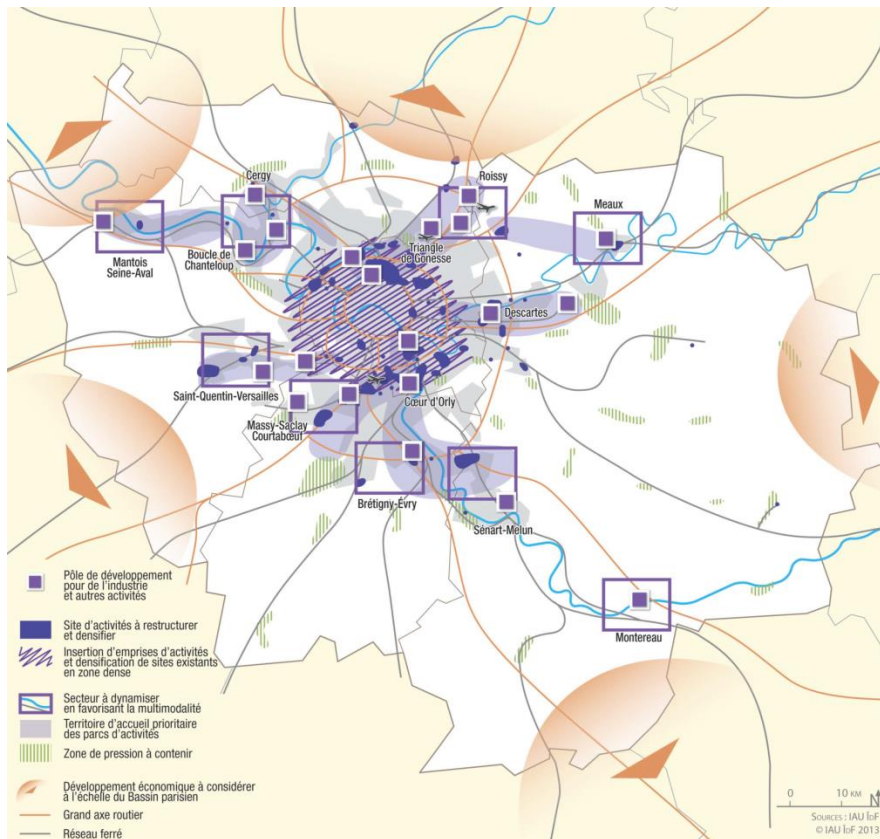 Cergy
Roissy
Meaux
Mantois
Seine-Aval
Boucle de
Chanteloup
Triangle
de Gonesse
Descartes
Saint-Quentin-Versailles
Massy-Saclay
Courtabœuf
Cœur d'Orly
Brétigny-Évry
Sénart-Melun
Montereau
Pôle de développement
pour de l'industrie
et autres activités
Site d'activités à restructurer
et densifier
Insertion d'emprises d'activités
et densification de sites existants
en zone dense
Secteur à dynamiser
en favorisant la multimodalité
Territoire d'accueil prioritaire
des parcs d'activités
Zone de pression à contenir
Développement économique à considérer
à l'échelle du Bassin parisien
Grand axe routier
Réseau ferré
0 10 KM N
SOURCES : IAU îdF
© IAU îdF 2013